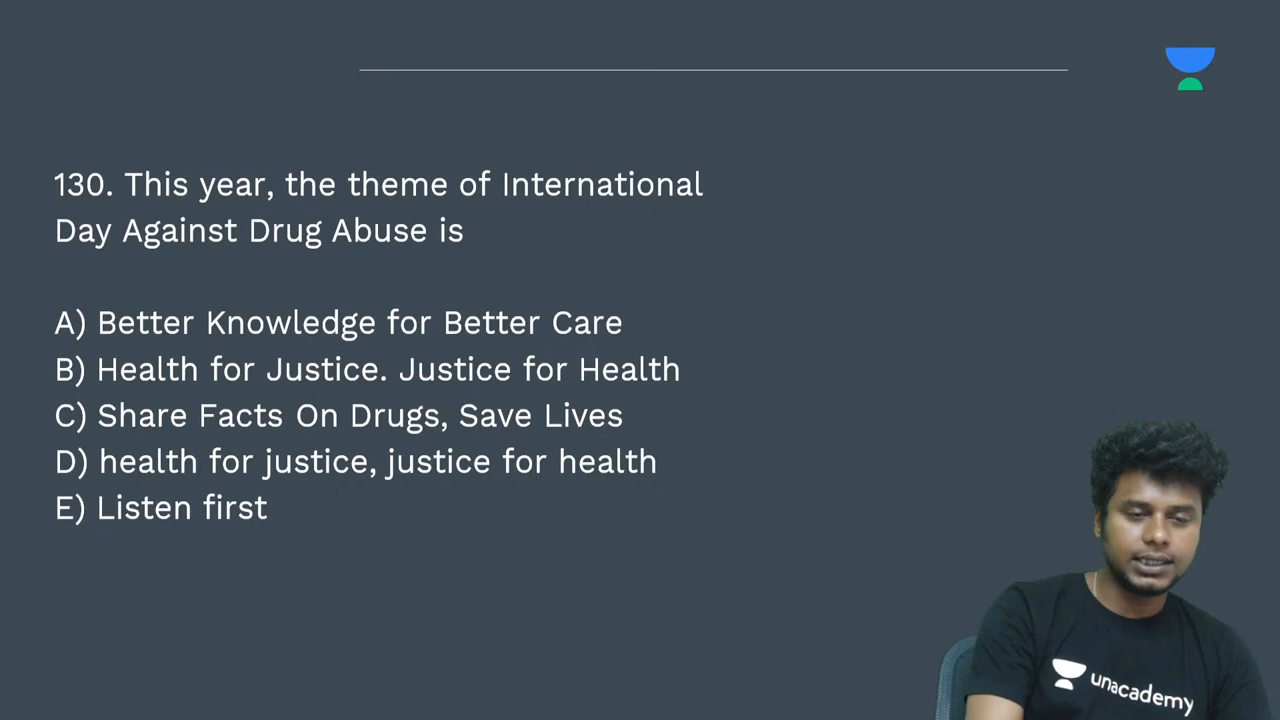 130. This year, the theme of International
Day Against Drug Abuse is
A) Better Knowledge for Better Care
B) Health for Justice. Justice for Health
C) Share Facts On Drugs, Save Lives
D) health for justice, justice for health
E) Listen first
unacademy